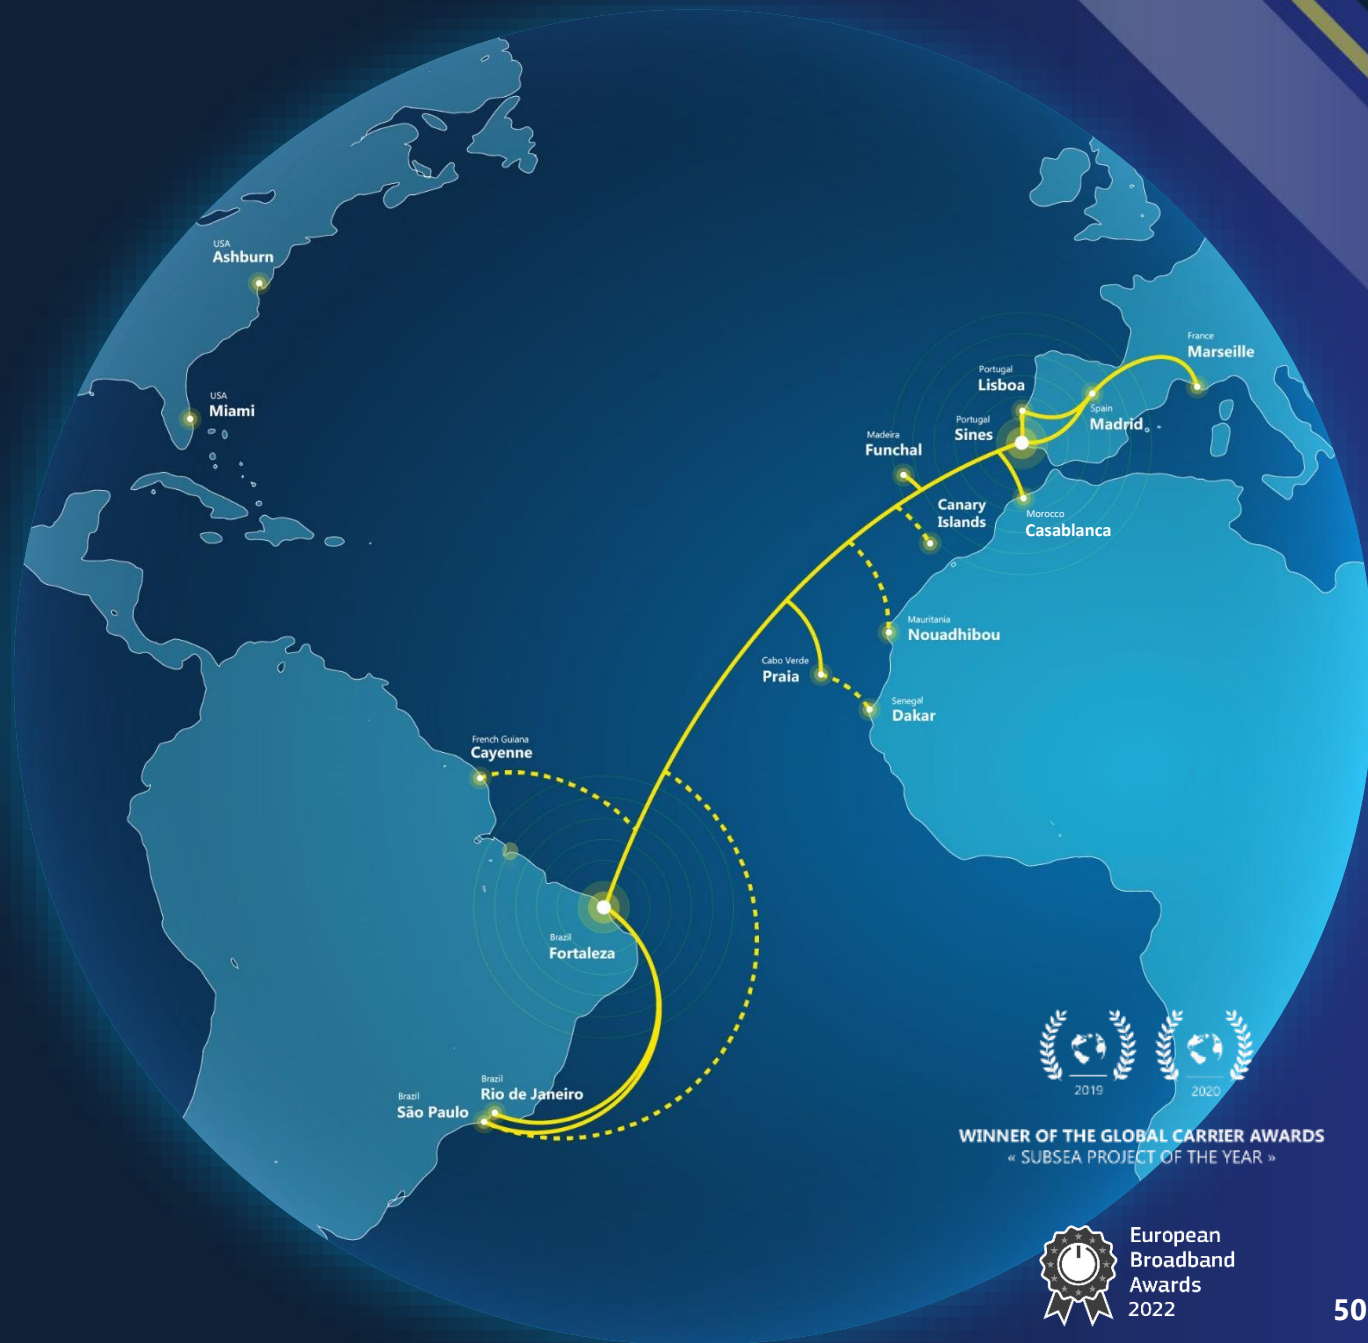 USA
Ashburn
USA
Miami
France
Marseille
Portugal
Lisboa
Spain
Madrid
Portugal
Sines
Madeira
Funchal
Canary
Islands
Morocco
Casablanca
Mauritania
Nouadhibou
Cabo Verde
Praia
Senegal
Dakar
French Guiana
Cayenne
Brazil
Fortaleza
Brazil
Rio de Janeiro
Brazil
São Paulo
2019
2020
WINNER OF THE GLOBAL CARRIER AWARDS
« SUBSEA PROJECT OF THE YEAR »
European
Broadband
Awards
2022
50